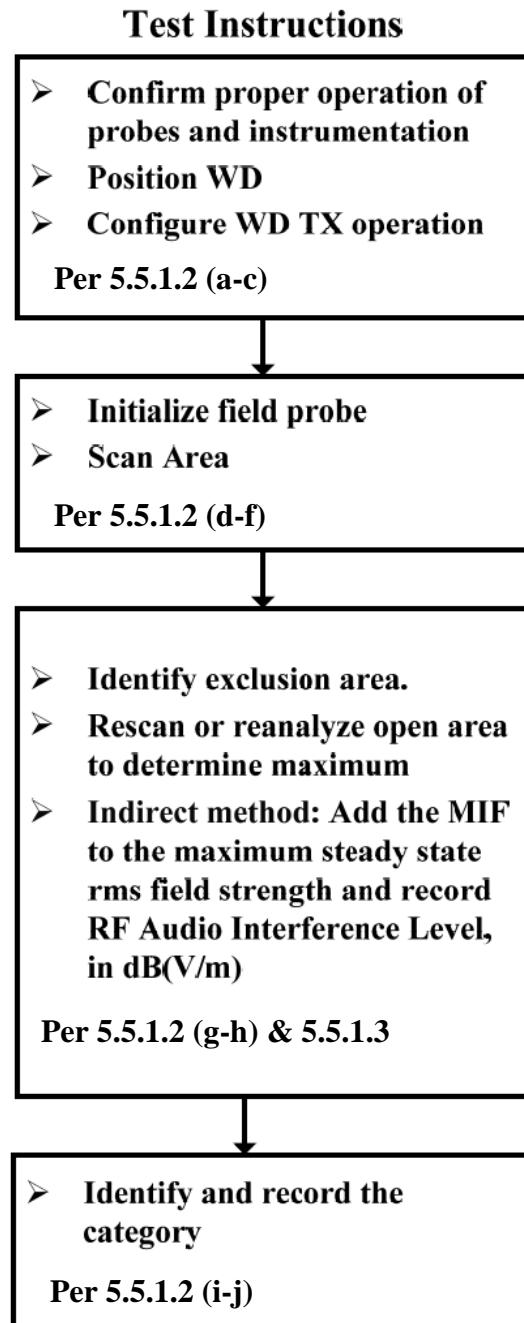 Test Instructions
➢ Confirm proper operation of
probes and instrumentation
➢ Position WD
➢ Configure WD TX operation
Per 5.5.1.2 (a-c)
➢ Initialize field probe
➢ Scan Area
Per 5.5.1.2 (d-f)
➢ Identify exclusion area.
➢ Rescan or reanalyze open area
to determine maximum
➢ Indirect method: Add the MIF
to the maximum steady state
rms field strength and record
RF Audio Interference Level,
in dB(V/m)
Per 5.5.1.2 (g-h) & 5.5.1.3
➢ Identify and record the
category
Per 5.5.1.2 (i-j)